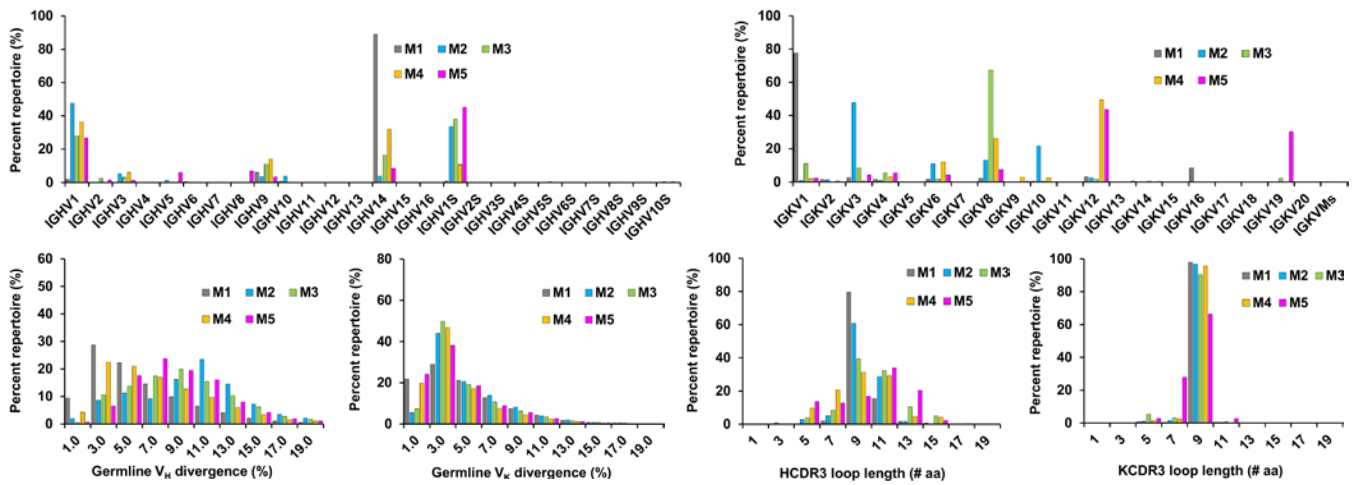 100
80
60
40
20
0
Percent repertoire (%)
M1 M2 M3
M4 M5
IGHV1 IGHV2 IGHV3 IGHV4 IGHV5 IGHV6 IGHV7 IGHV8 IGHV9 IGHV10 IGHV11 IGHV12 IGHV13 IGHV14 IGHV15 IGHV16 IGHV1S IGHV2S IGHV3S IGHV4S IGHV5S IGHV6S IGHV7S IGHV8S IGHV9S IGHV10S
100
80
60
40
20
0
Percent repertoire (%)
M1 M2 M3
M4 M5
IGKV1 IGKV2 IGKV3 IGKV4 IGKV5 IGKV6 IGKV7 IGKV8 IGKV9 IGKV10 IGKV11 IGKV12 IGKV13 IGKV14 IGKV15 IGKV16 IGKV17 IGKV18 IGKV19 IGKV20 IGKVMs
60
50
40
30
20
10
0
Percent repertoire (%)
M1 M2 M3
M4 M5
1.0 3.0 5.0 7.0 9.0 11.0 13.0 15.0 17.0 19.0
Germline VH divergence (%)
80
60
40
20
0
Percent repertoire (%)
M1 M2 M3
M4 M5
1.0 3.0 5.0 7.0 9.0 11.0 13.0 15.0 17.0 19.0
Germline VK divergence (%)
100
80
60
40
20
0
Percent repertoire (%)
M1 M2 M3
M4 M5
1 3 5 7 9 11 13 15 17 19
HCDR3 loop length (# aa)
100
80
60
40
20
0
Percent repertoire (%)
M1 M2 M3
M4 M5
1 3 5 7 9 11 13 15 17 19
KCDR3 loop length (# aa)